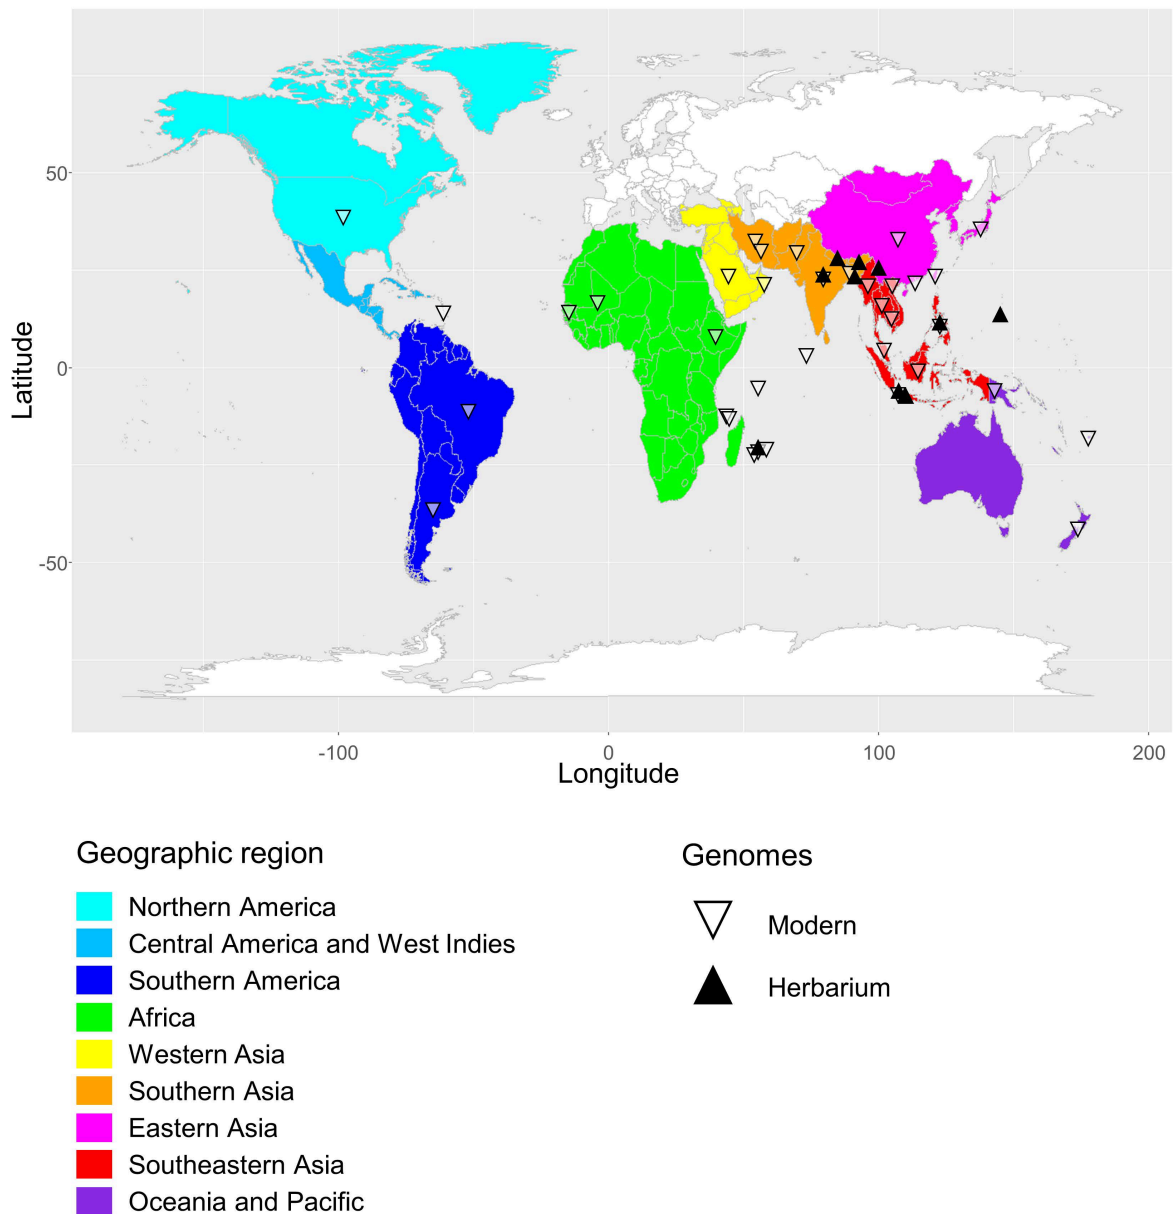 50
0
-50
Latitude
-100
0
100
200
Longitude
Geographic region
Northern America
Central America and West Indies
Southern America
Africa
Western Asia
Southern Asia
Eastern Asia
Southeastern Asia
Oceania and Pacific
Genomes
Modern
Herbarium